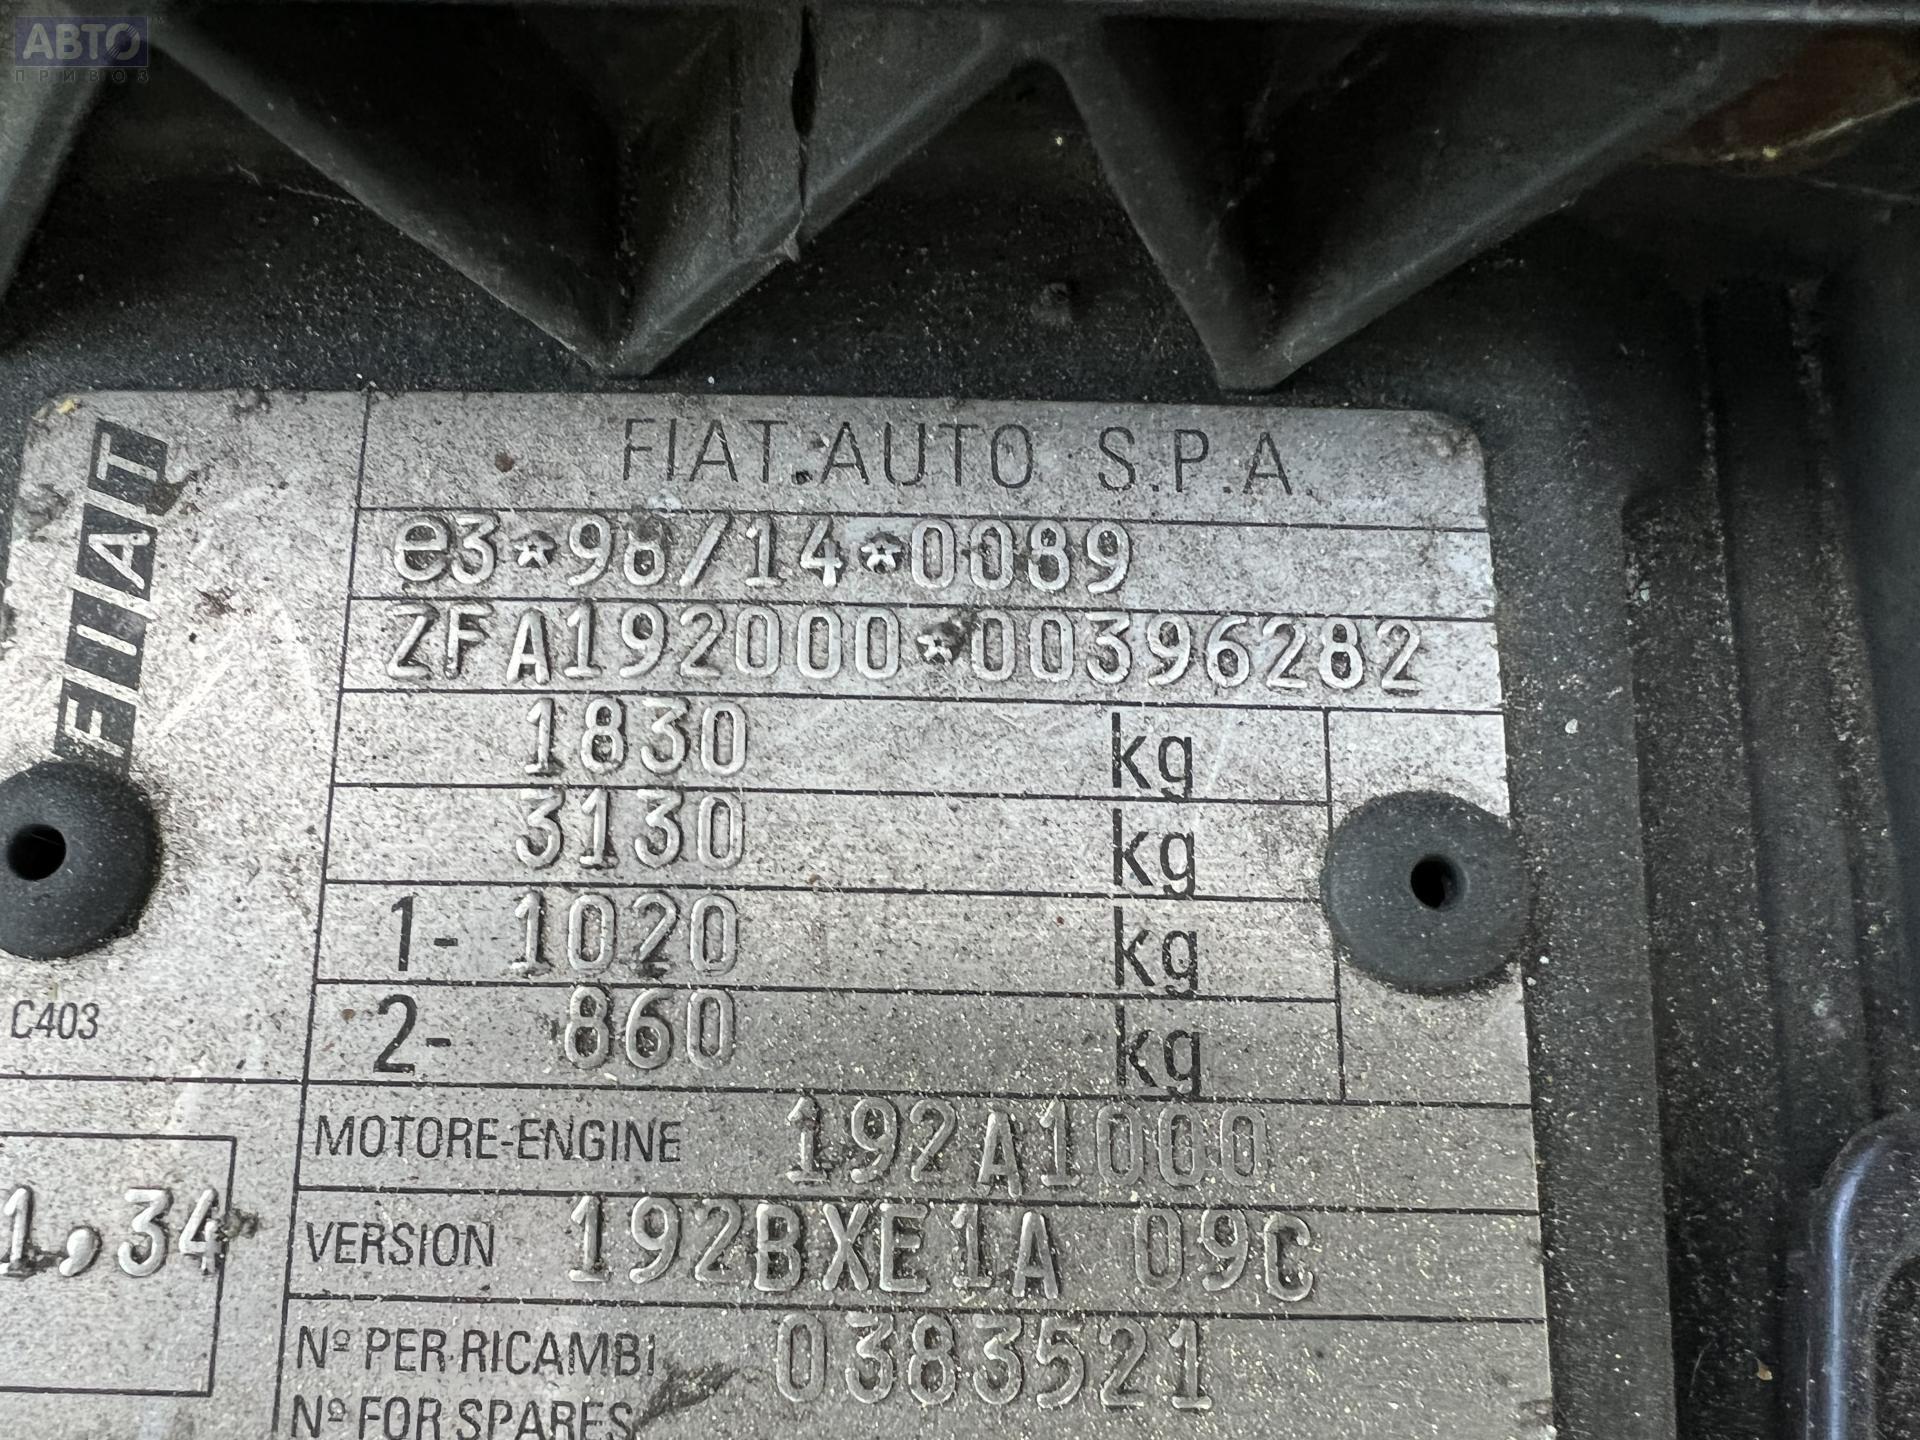 АВТО
ПРИВОЗ
FIAT
FIAT AUTO S.P.A.
e3*98/14*0089
ZFA192000*00396282
1830 kg
3130 kg
1- 1020 kg
2- 860 kg
C403
MOTORE-ENGINE 192A1000
1,34
VERSION 192BXE1A 09C
Nº PER RICAMBI 0383521
Nº FOR SPARES